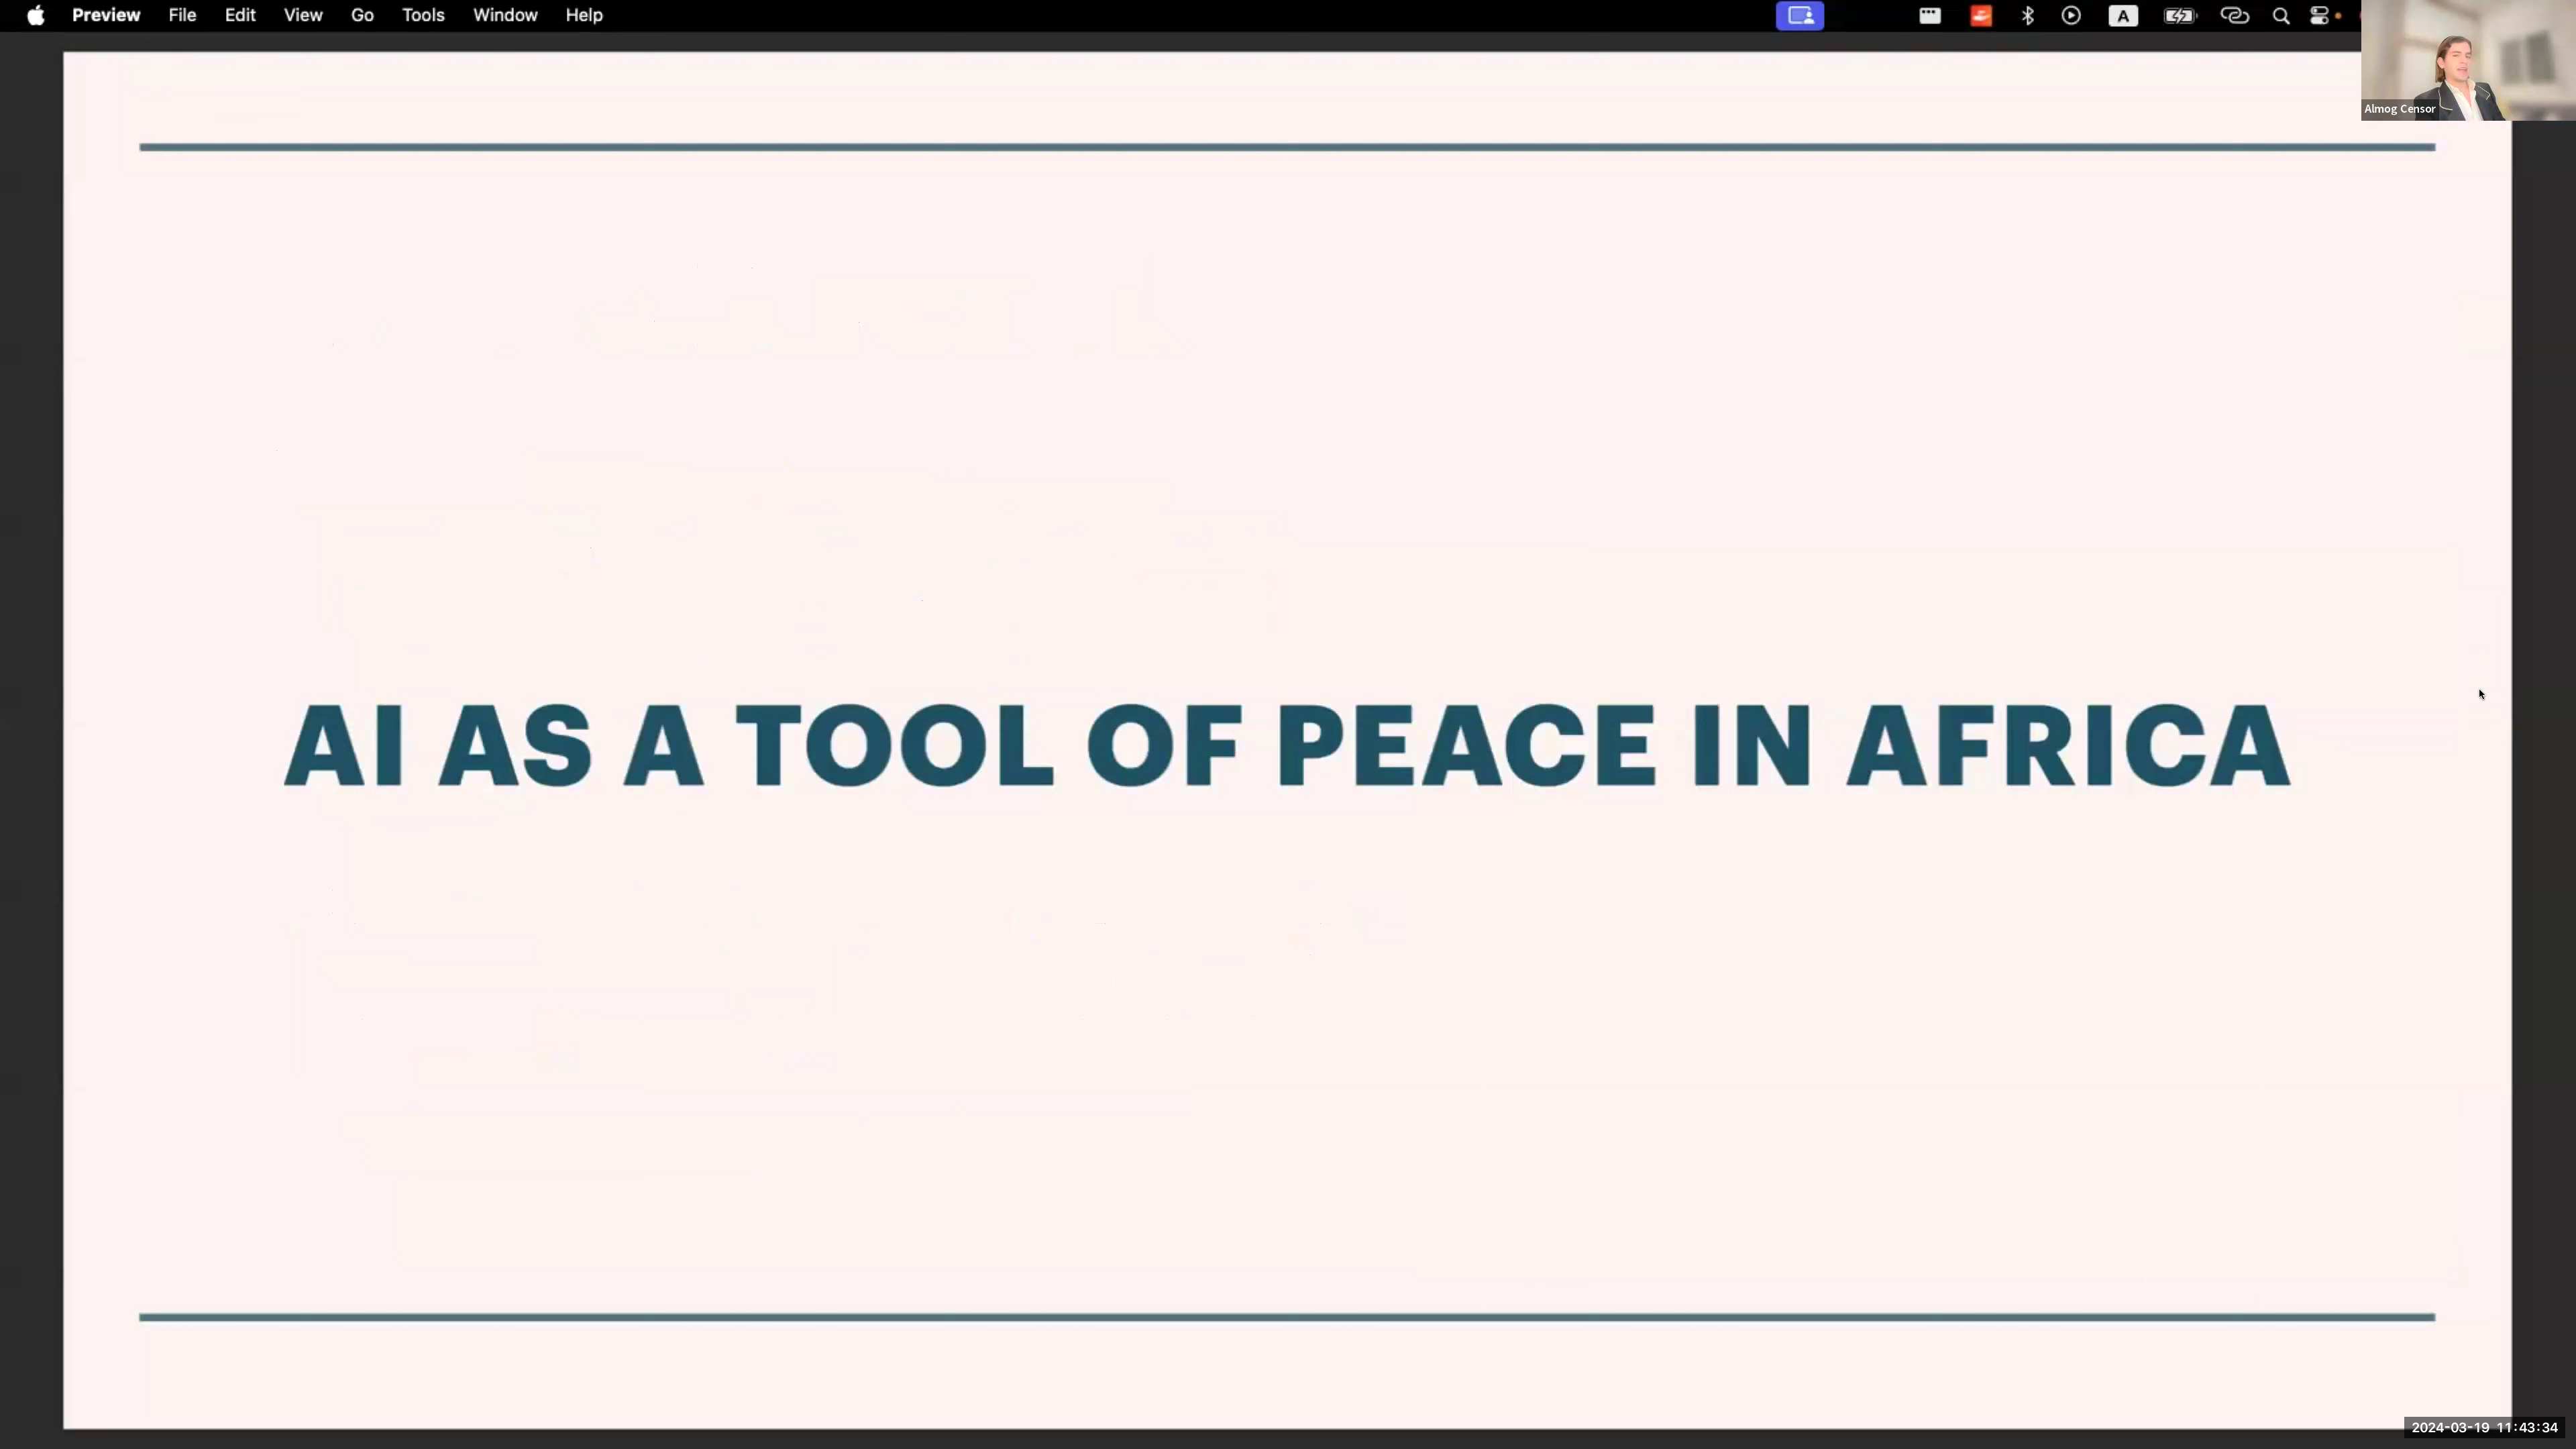 Preview File Edit View Go Tools Window Help A
Almog Censor
AI AS A TOOL OF PEACE IN AFRICA
2024-03-19 11:43:34